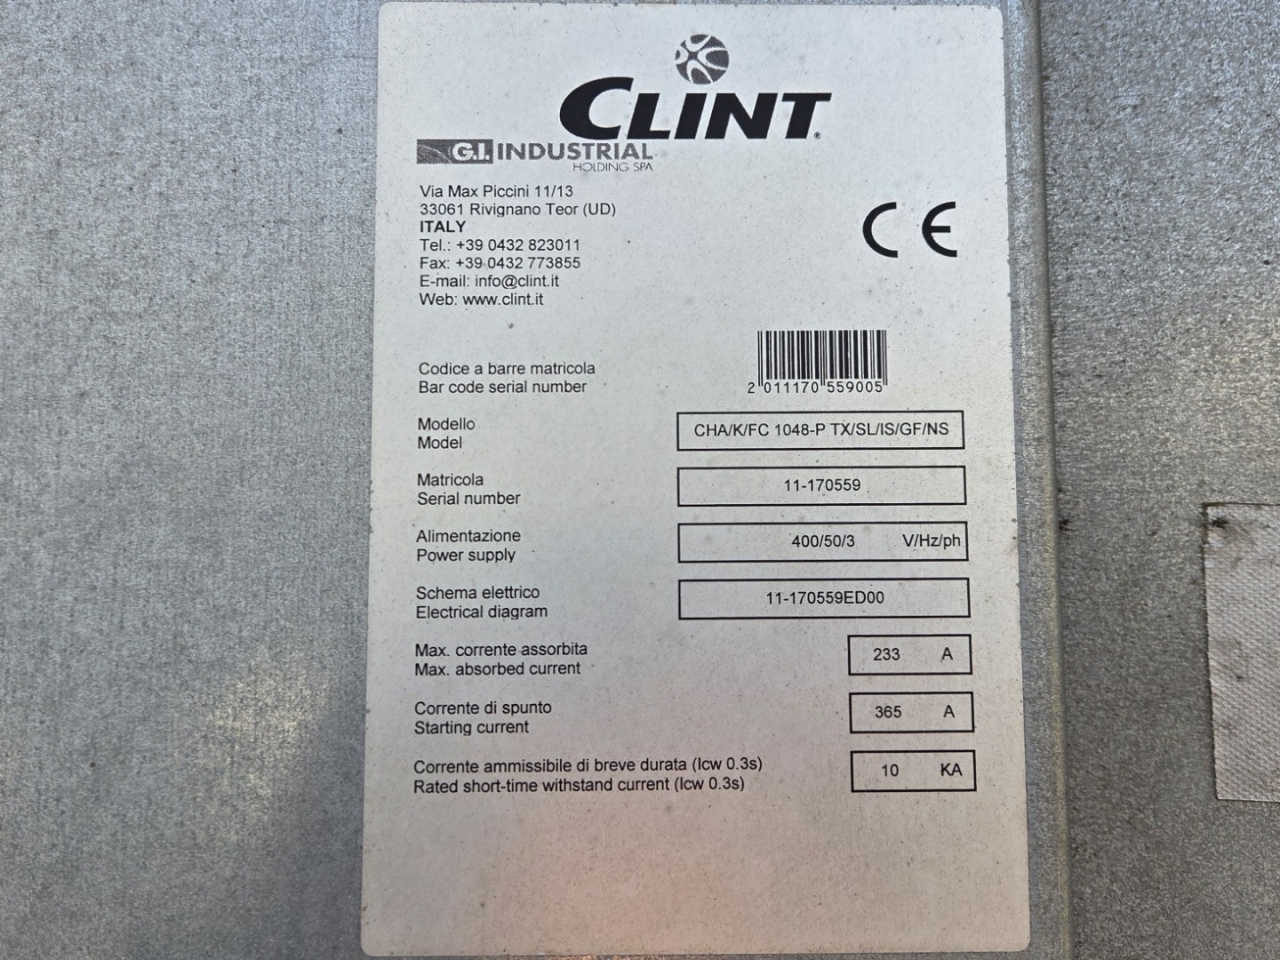 CLINT®
G.I. INDUSTRIAL
HOLDING SPA
Via Max Piccini 11/13
33061 Rivignano Teor (UD)
ITALY
Tel.: +39 0432 823011
Fax: +39 0432 773855
E-mail: info@clint.it
Web: www.clint.it
CE
Codice a barre matricola
Bar code serial number
2 011170 559005
Modello
Model
CHA/K/FC 1048-P TX/SL/IS/GF/NS
Matricola
Serial number
11-170559
Alimentazione
Power supply
400/50/3 V/Hz/ph
Schema elettrico
Electrical diagram
11-170559ED00
Max. corrente assorbita
Max. absorbed current
233 A
Corrente di spunto
Starting current
365 A
Corrente ammissibile di breve durata (Icw 0.3s)
Rated short-time withstand current (Icw 0.3s)
10 KA